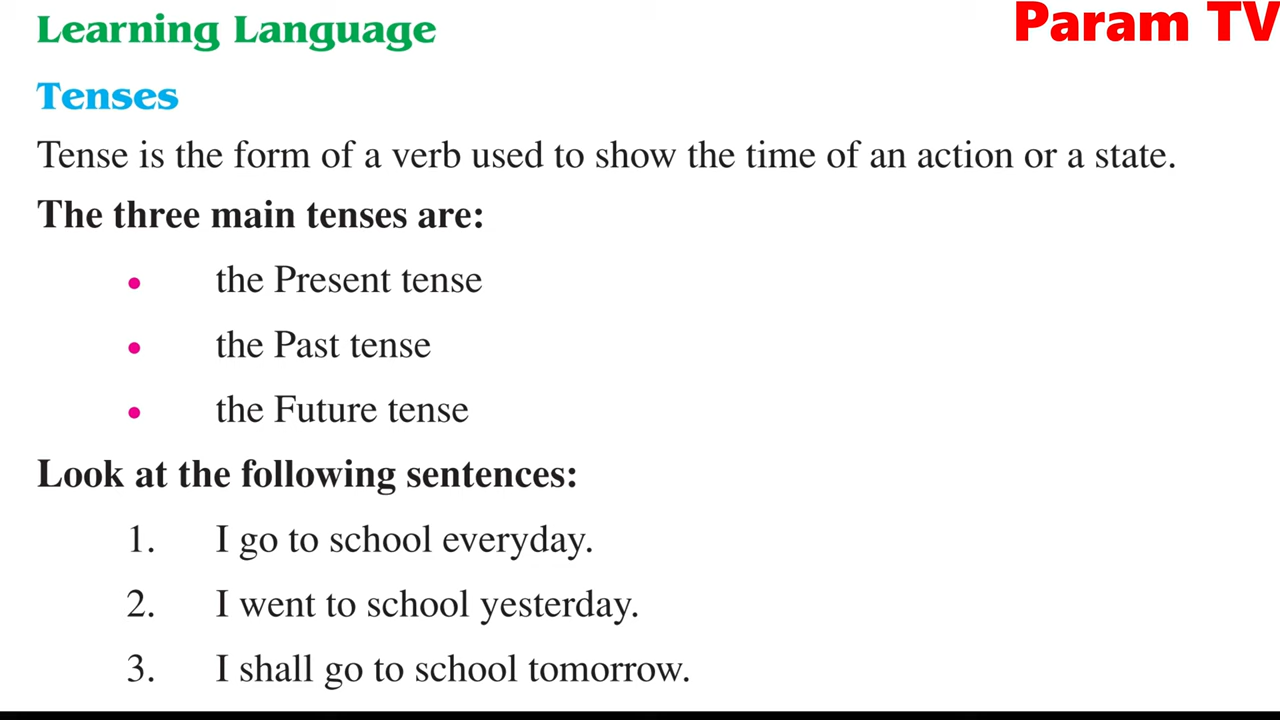 Learning Language
Param TV
Tenses
Tense is the form of a verb used to show the time of an action or a state.
The three main tenses are:
• the Present tense
• the Past tense
• the Future tense
Look at the following sentences:
1. I go to school everyday.
2. I went to school yesterday.
3. I shall go to school tomorrow.